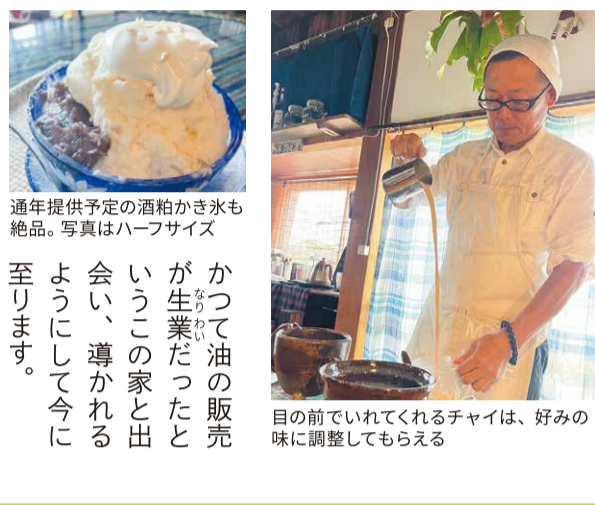 通年提供予定の酒粕かき氷も
絶品。写真はハーフサイズ
かつて油の販売
が生業だったと
なりわい
いうこの家と出
会い、導かれる
ようにして今に
至ります。
目の前でいれてくれるチャイは、好みの
味に調整してもらえる